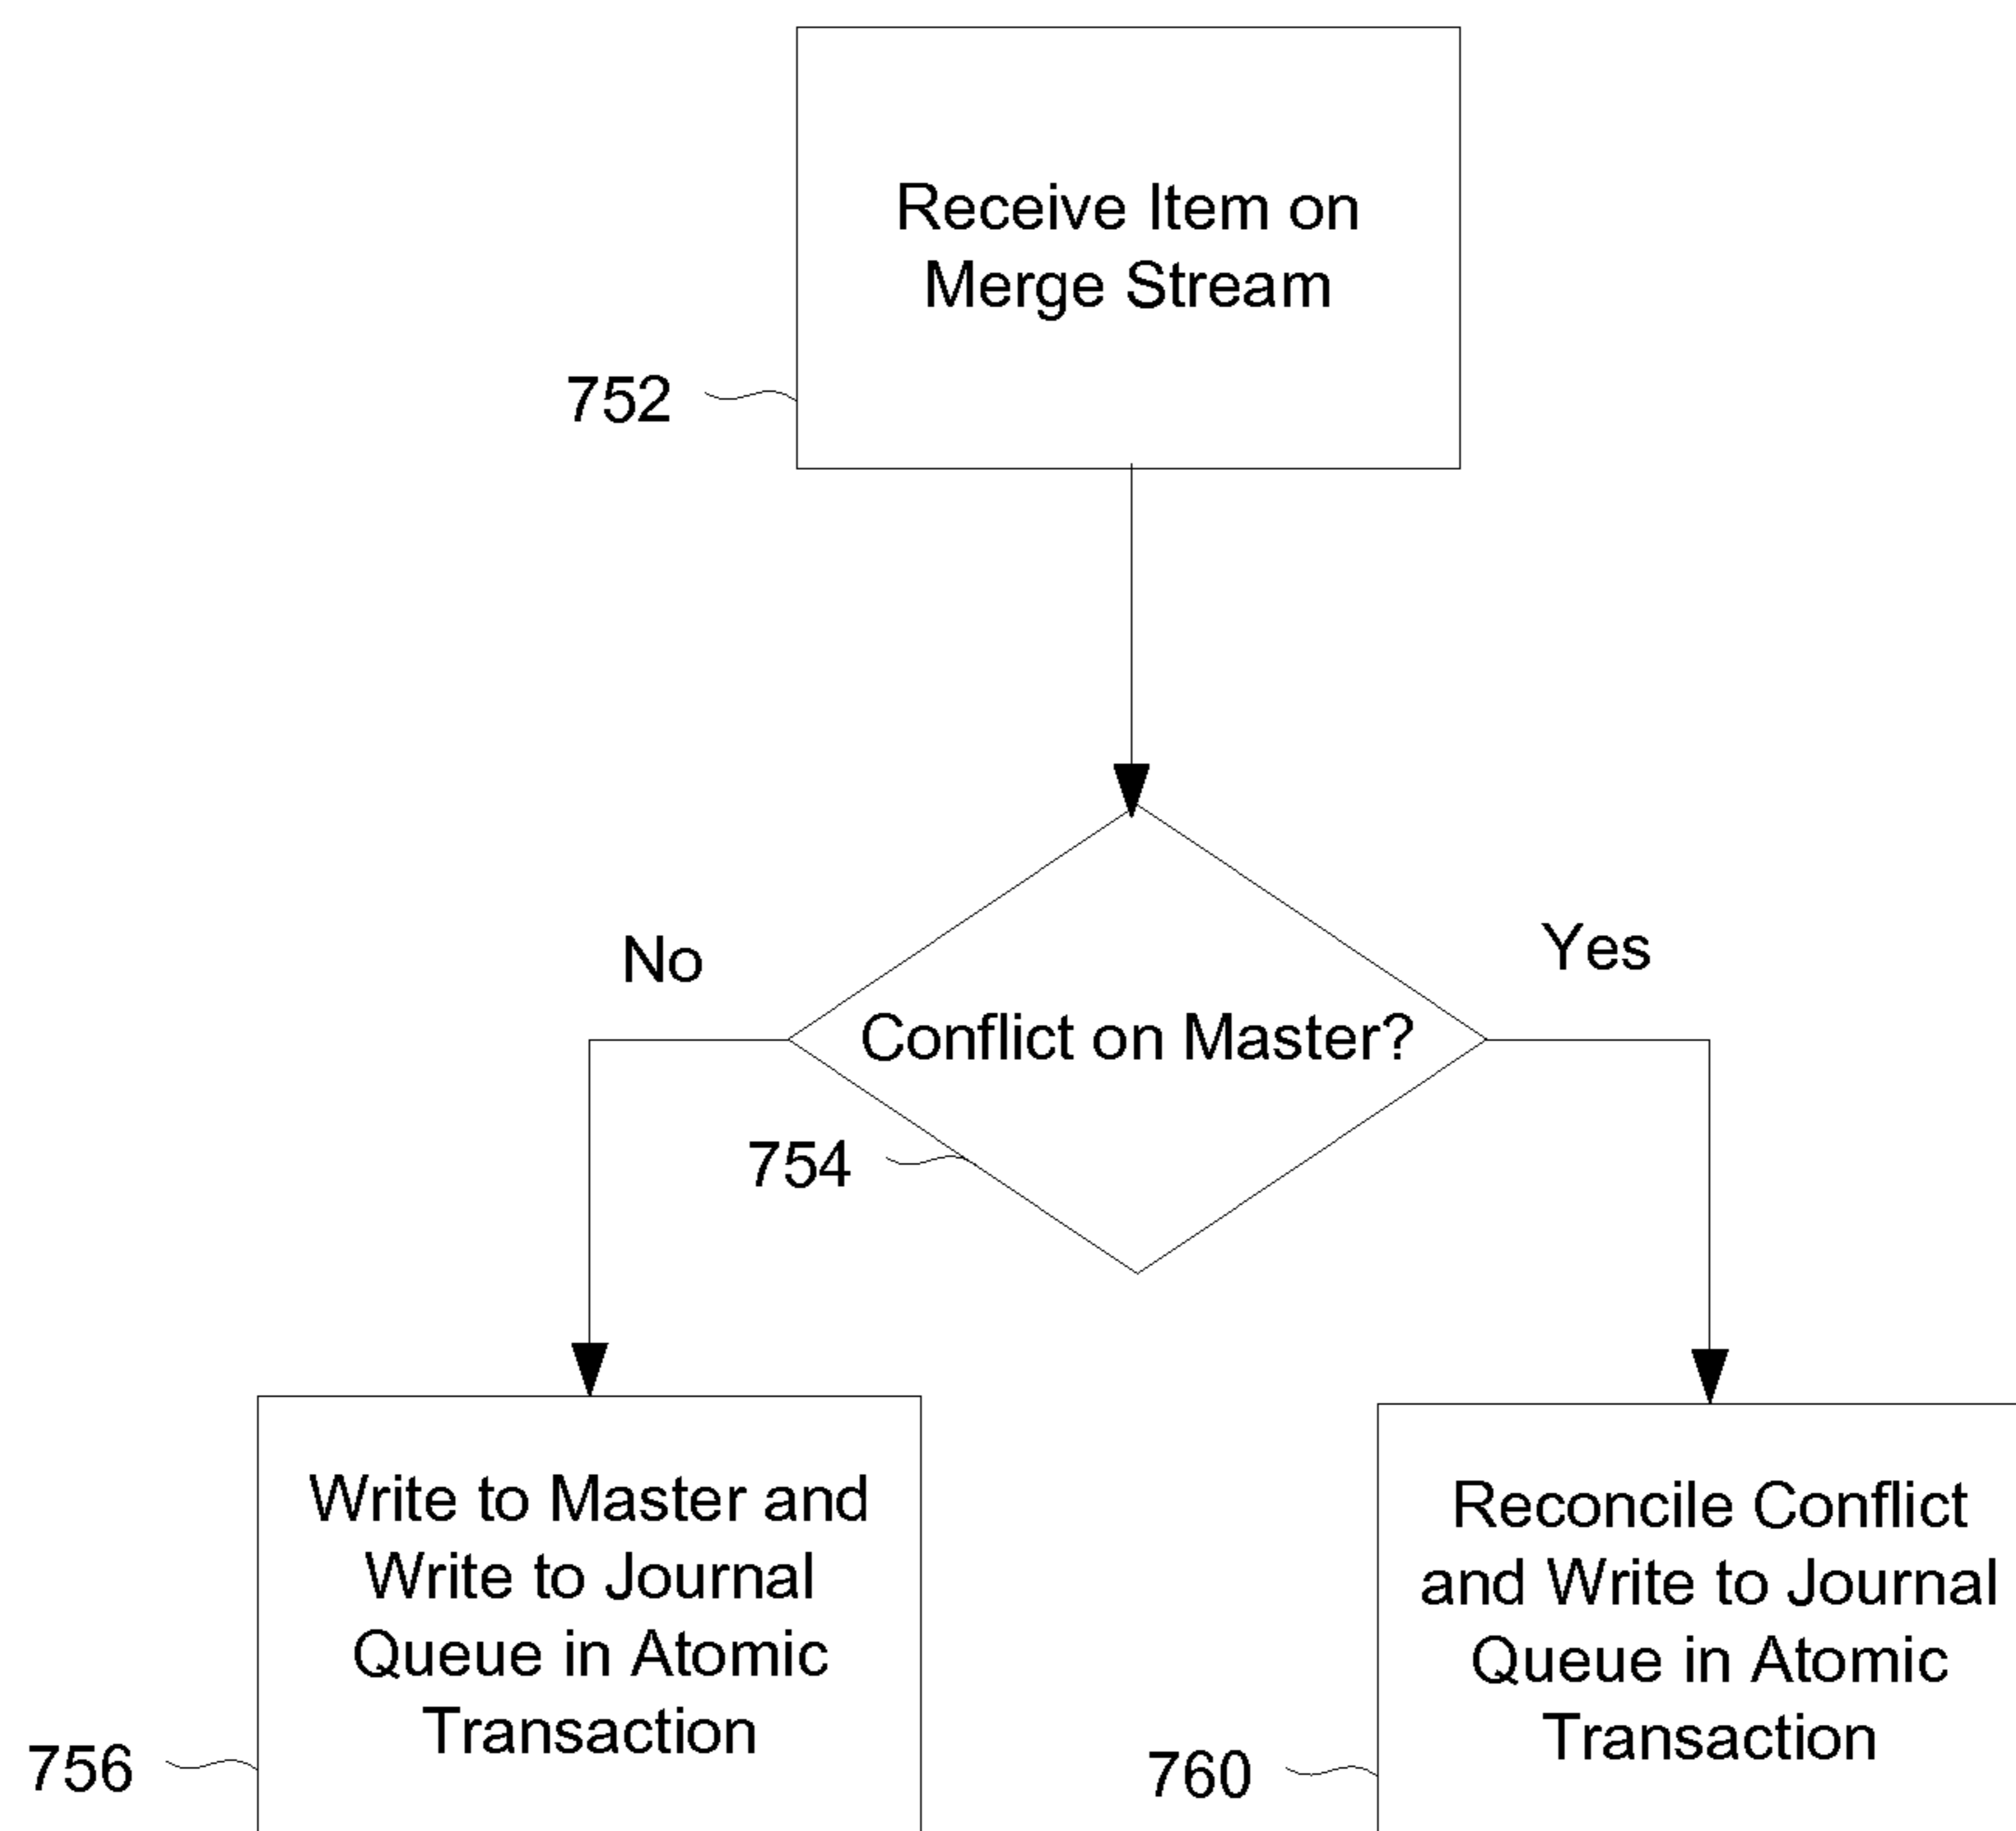 Receive Item on
Merge Stream
752
No
Yes
Conflict on Master?
754
Write to Master and
Write to Journal
Queue in Atomic
Transaction
756
Reconcile Conflict
and Write to Journal
Queue in Atomic
Transaction
760